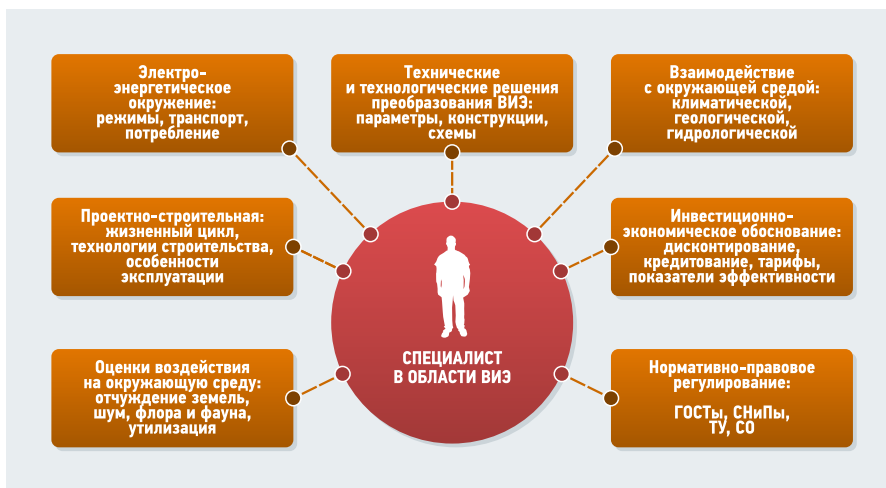 Электро-
энергетическое
окружение:
режимы, транспорт,
потребление
Технические
и технологические решения
преобразования ВИЭ:
параметры, конструкции,
схемы
Взаимодействие
с окружающей средой:
климатической,
геологической,
гидрологической
Проектно-строительная:
жизненный цикл,
технологии строительства,
особенности
эксплуатации
Инвестиционно-
экономическое обоснование:
дисконтирование,
кредитование, тарифы,
показатели эффективности
СПЕЦИАЛИСТ
В ОБЛАСТИ ВИЭ
Оценки воздействия
на окружающую среду:
отчуждение земель,
шум, флора и фауна,
утилизация
Нормативно-правовое
регулирование:
ГОСТы, СНиПы,
ТУ, СО